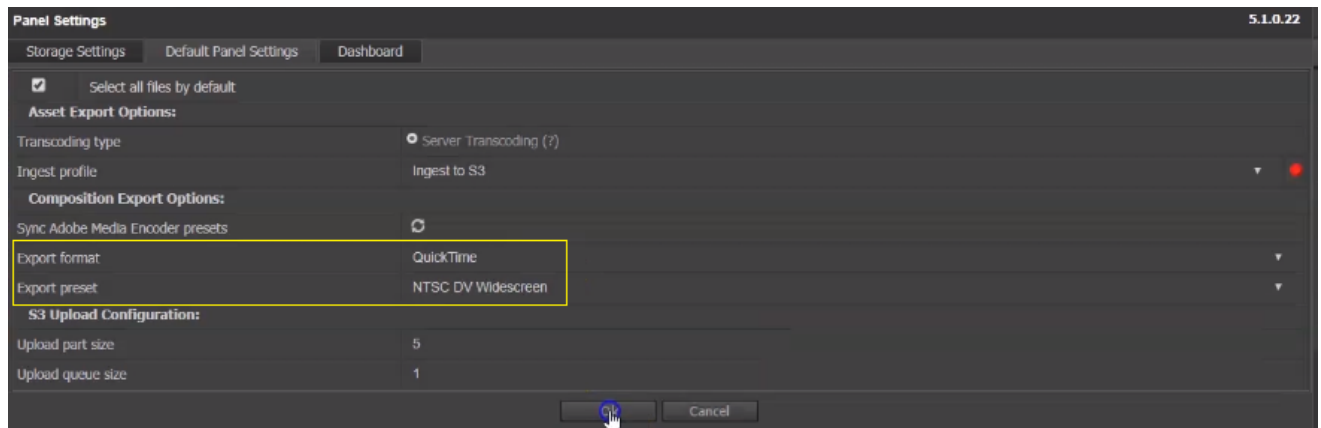 Panel Settings 5.1.0.22
Storage Settings Default Panel Settings Dashboard
Select all files by default
Asset Export Options:
Transcoding type Server Transcoding (?)
Ingest profile Ingest to S3
Composition Export Options:
Sync Adobe Media Encoder presets
Export format QuickTime
Export preset NTSC DV Widescreen
S3 Upload Configuration:
Upload part size 5
Upload queue size 1
Ok Cancel